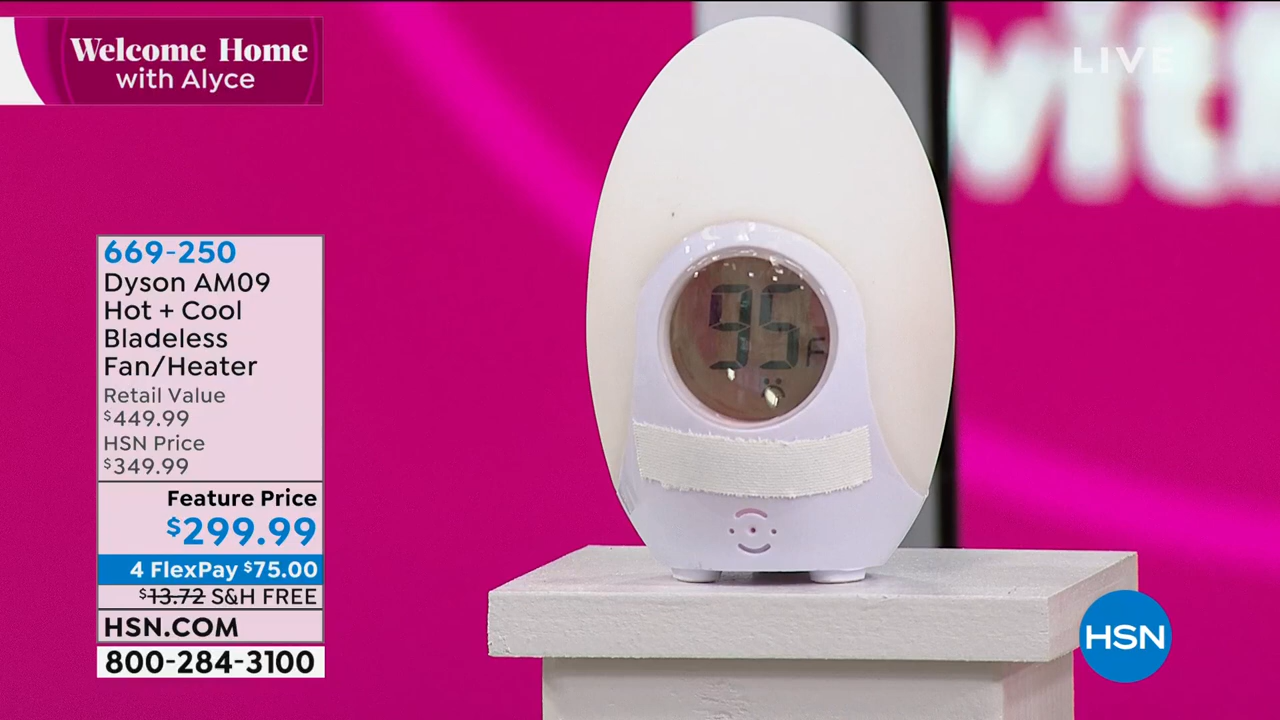 Welcome Home
with Alyce
LIVE
with
669-250
Dyson AM09
Hot + Cool
Bladeless
Fan/Heater
Retail Value
$449.99
HSN Price
$349.99
Feature Price
$299.99
4 FlexPay $75.00
$13.72 S&H FREE
HSN.COM
800-284-3100
95F
HSN